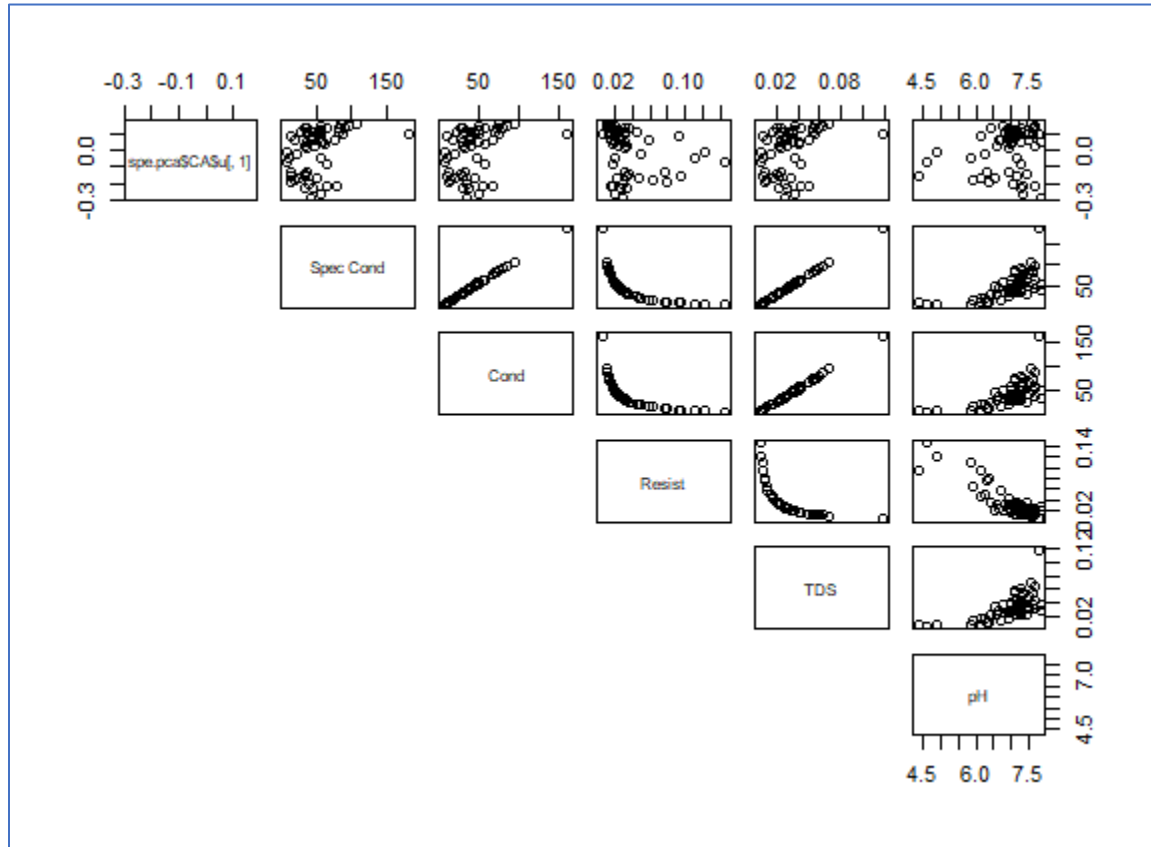 -0.3 -0.1 0.1 50 150 50 150 0.02 0.10 0.02 0.08 4.5 6.0 7.5
-0.3 0.0 spe.pca$CA$u[, 1] -0.3 0.0
Spec Cond 50
Cond 50 150
Resist 0.02 0.14
TDS 0.02 0.12
pH 4.5 7.0
4.5 6.0 7.5